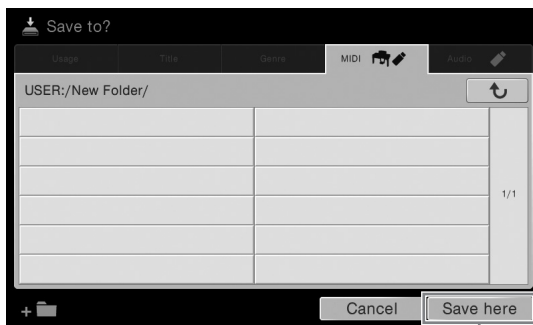 Save to?
Usage Title Genre MIDI Audio
USER:/New Folder/
1/1
+ Cancel Save here